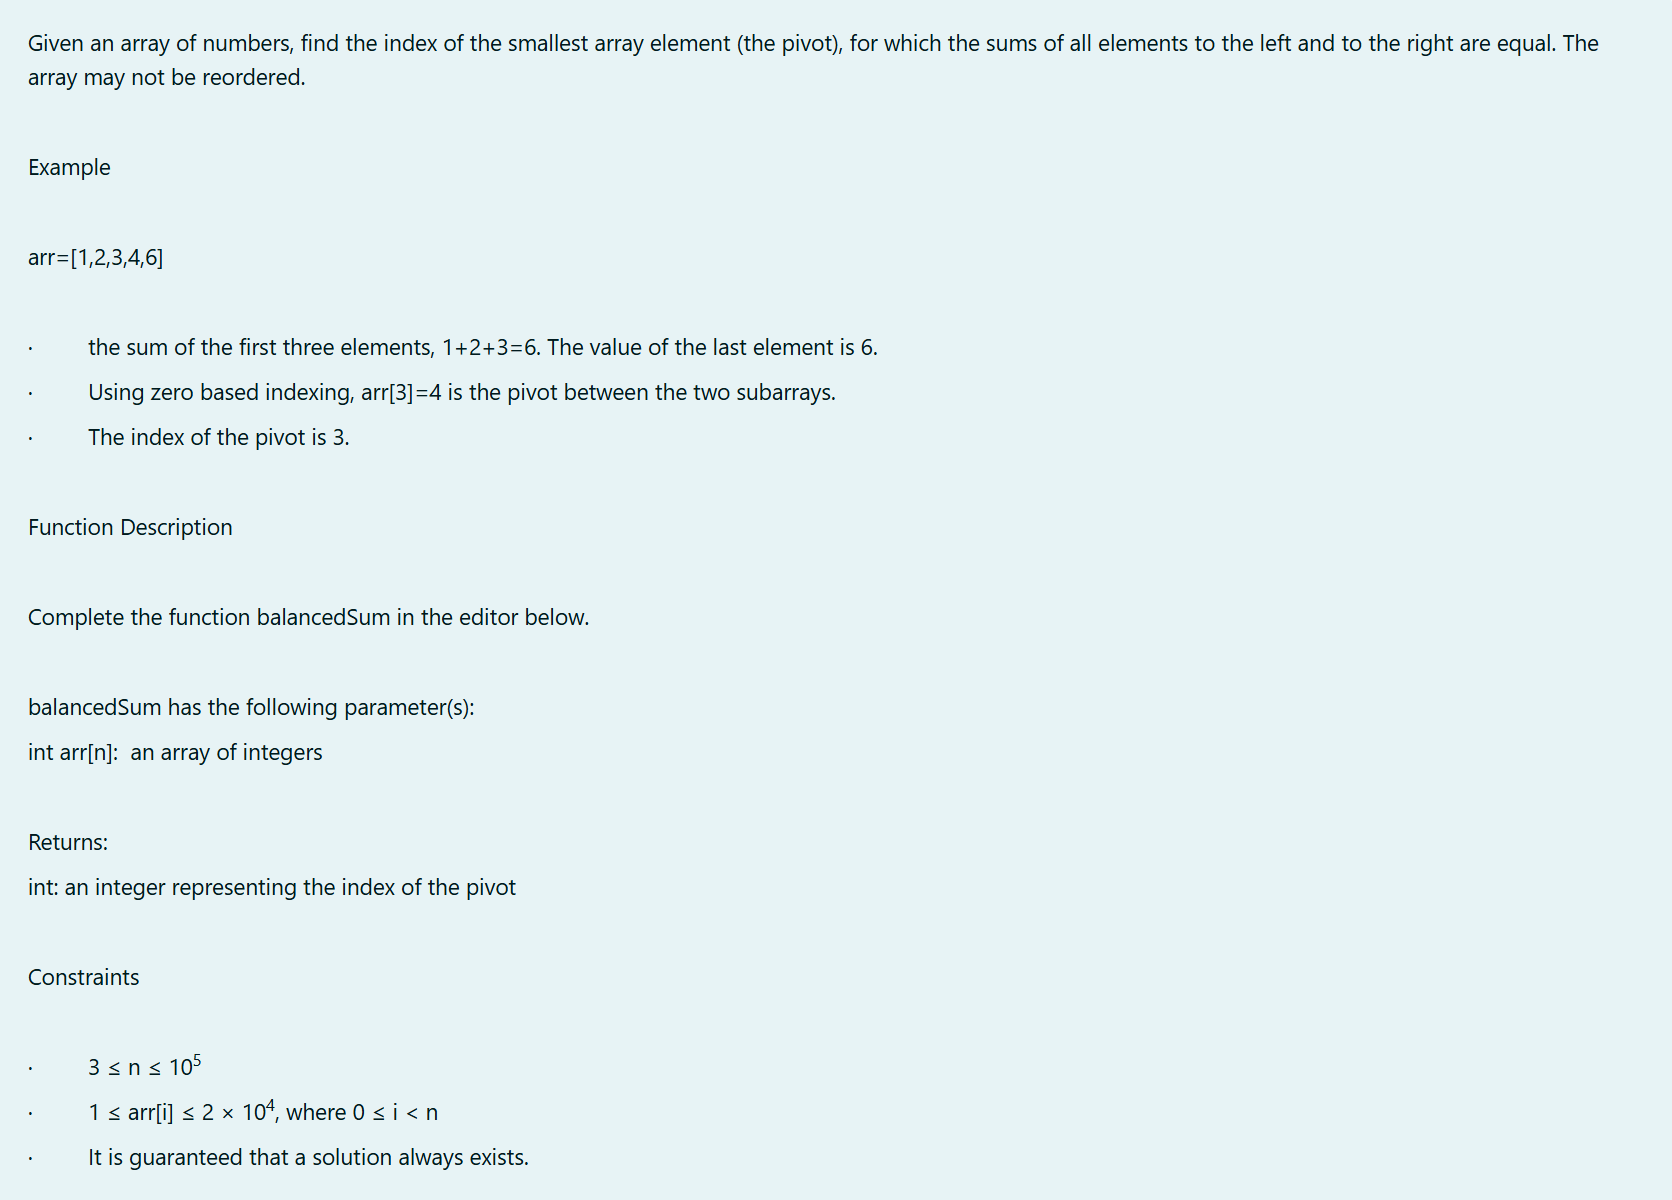 Given an array of numbers, find the index of the smallest array element (the pivot), for which the sums of all elements to the left and to the right are equal. The
array may not be reordered.
Example
arr=[1,2,3,4,6]
· the sum of the first three elements, 1+2+3=6. The value of the last element is 6.
· Using zero based indexing, arr[3]=4 is the pivot between the two subarrays.
· The index of the pivot is 3.
Function Description
Complete the function balancedSum in the editor below.
balancedSum has the following parameter(s):
int arr[n]:  an array of integers
Returns:
int: an integer representing the index of the pivot
Constraints
· 3 ≤ n ≤ 10⁵
· 1 ≤ arr[i] ≤ 2 × 10⁴, where 0 ≤ i < n
· It is guaranteed that a solution always exists.